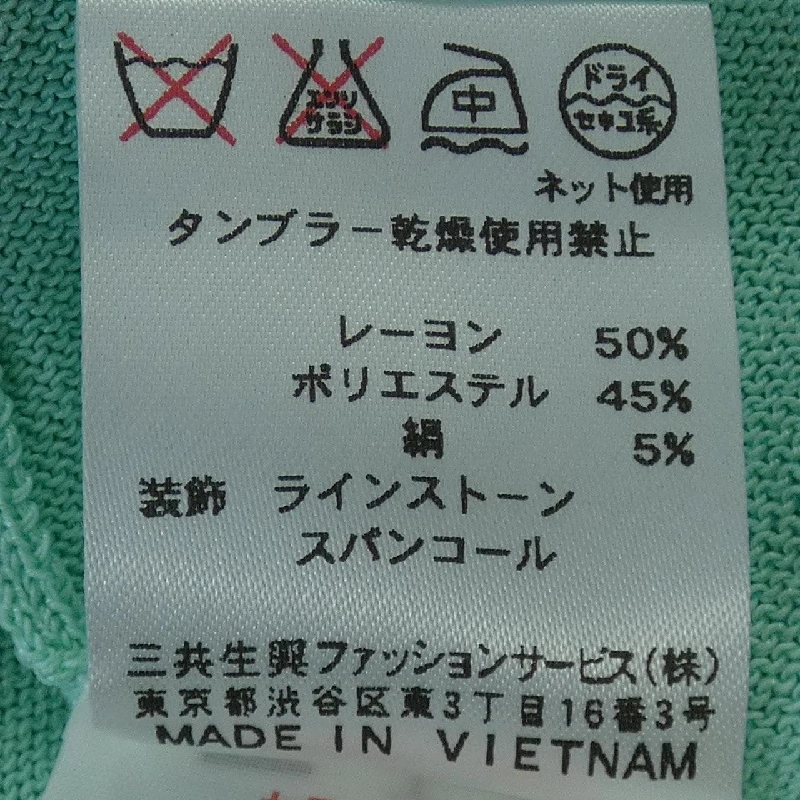 エンソ
サラシ
中
ドライ
セキユ系
ネット使用
タンブラー乾燥使用禁止
レーヨン 50%
ポリエステル 45%
絹 5%
装飾 ラインストーン
スパンコール
三共生興ファッションサービス(株)
東京都渋谷区東3丁目16番3号
MADE IN VIETNAM